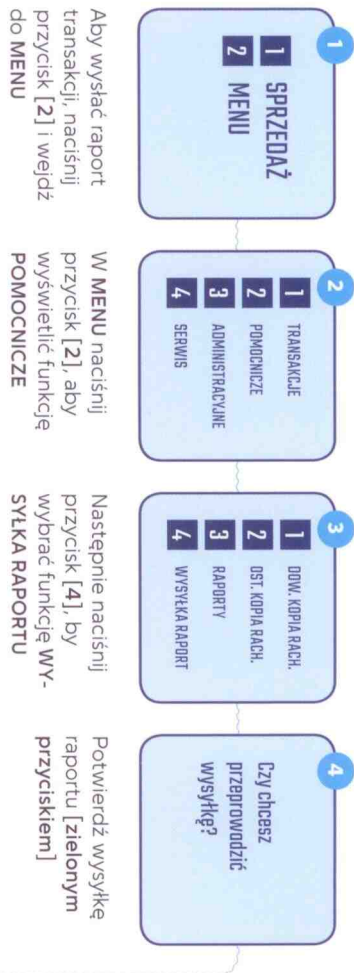 1
1 SPRZEDAŻ
2 MENU
Aby wysłać raport
transakcji, naciśnij
przycisk [2] i wejdź
do MENU
2
1 TRANSAKCJE
2 POMOCNICZE
3 ADMINISTRACYJNE
4 SERWIS
W MENU naciśnij
przycisk [2], aby
wyświetlić funkcję
POMOCNICZE
3
1 DOW. KOPIA RACH.
2 OST. KOPIA RACH.
3 RAPORTY
4 WYSYŁKA RAPORT
Następnie naciśnij
przycisk [4], by
wybrać funkcję WY-
SYŁKA RAPORTU
4
Czy chcesz
przeprowadzić
wysyłkę?
Potwierdź wysyłkę
raportu [zielonym
przyciskiem]